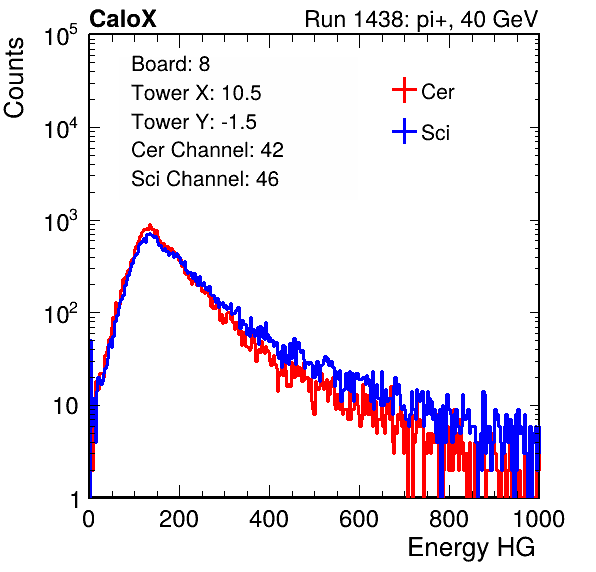 CaloX Run 1438: pi+, 40 GeV
Counts
10^5
10^4
10^3
10^2
10
1
Board: 8
Tower X: 10.5
Tower Y: -1.5
Cer Channel: 42
Sci Channel: 46
Cer
Sci
0 200 400 600 800 1000
Energy HG